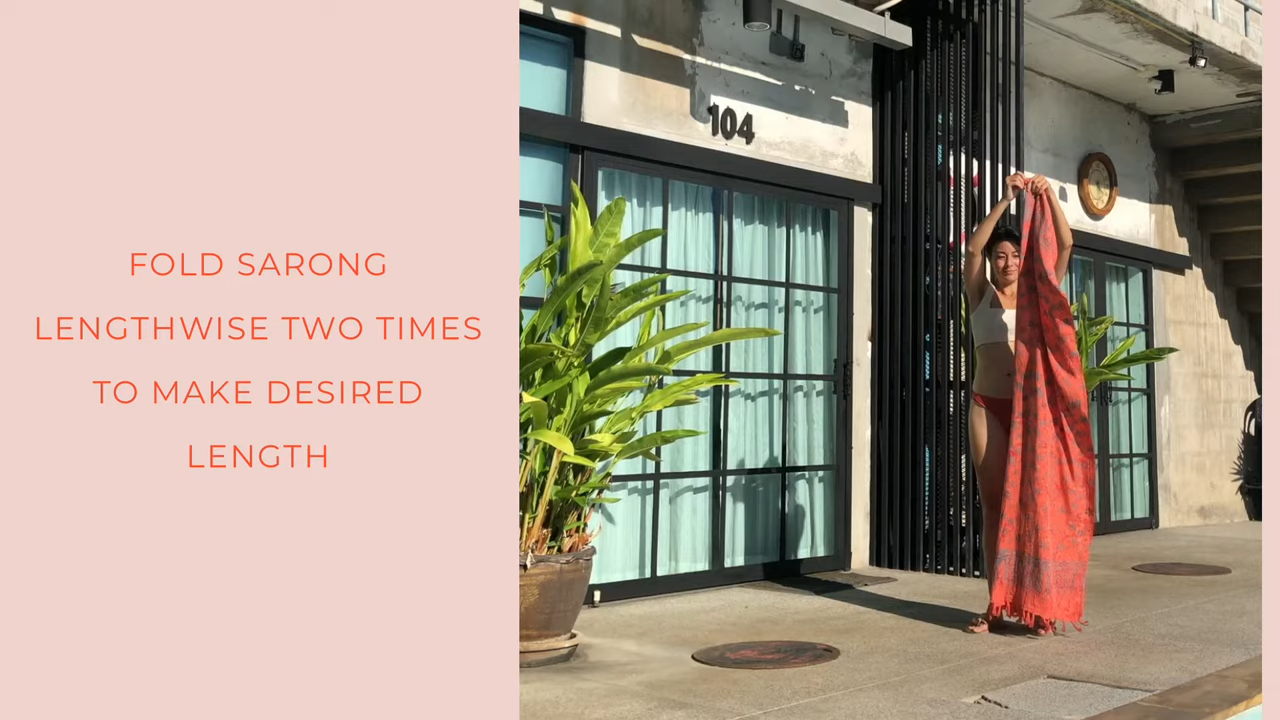 FOLD SARONG
LENGTHWISE TWO TIMES
TO MAKE DESIRED
LENGTH
104